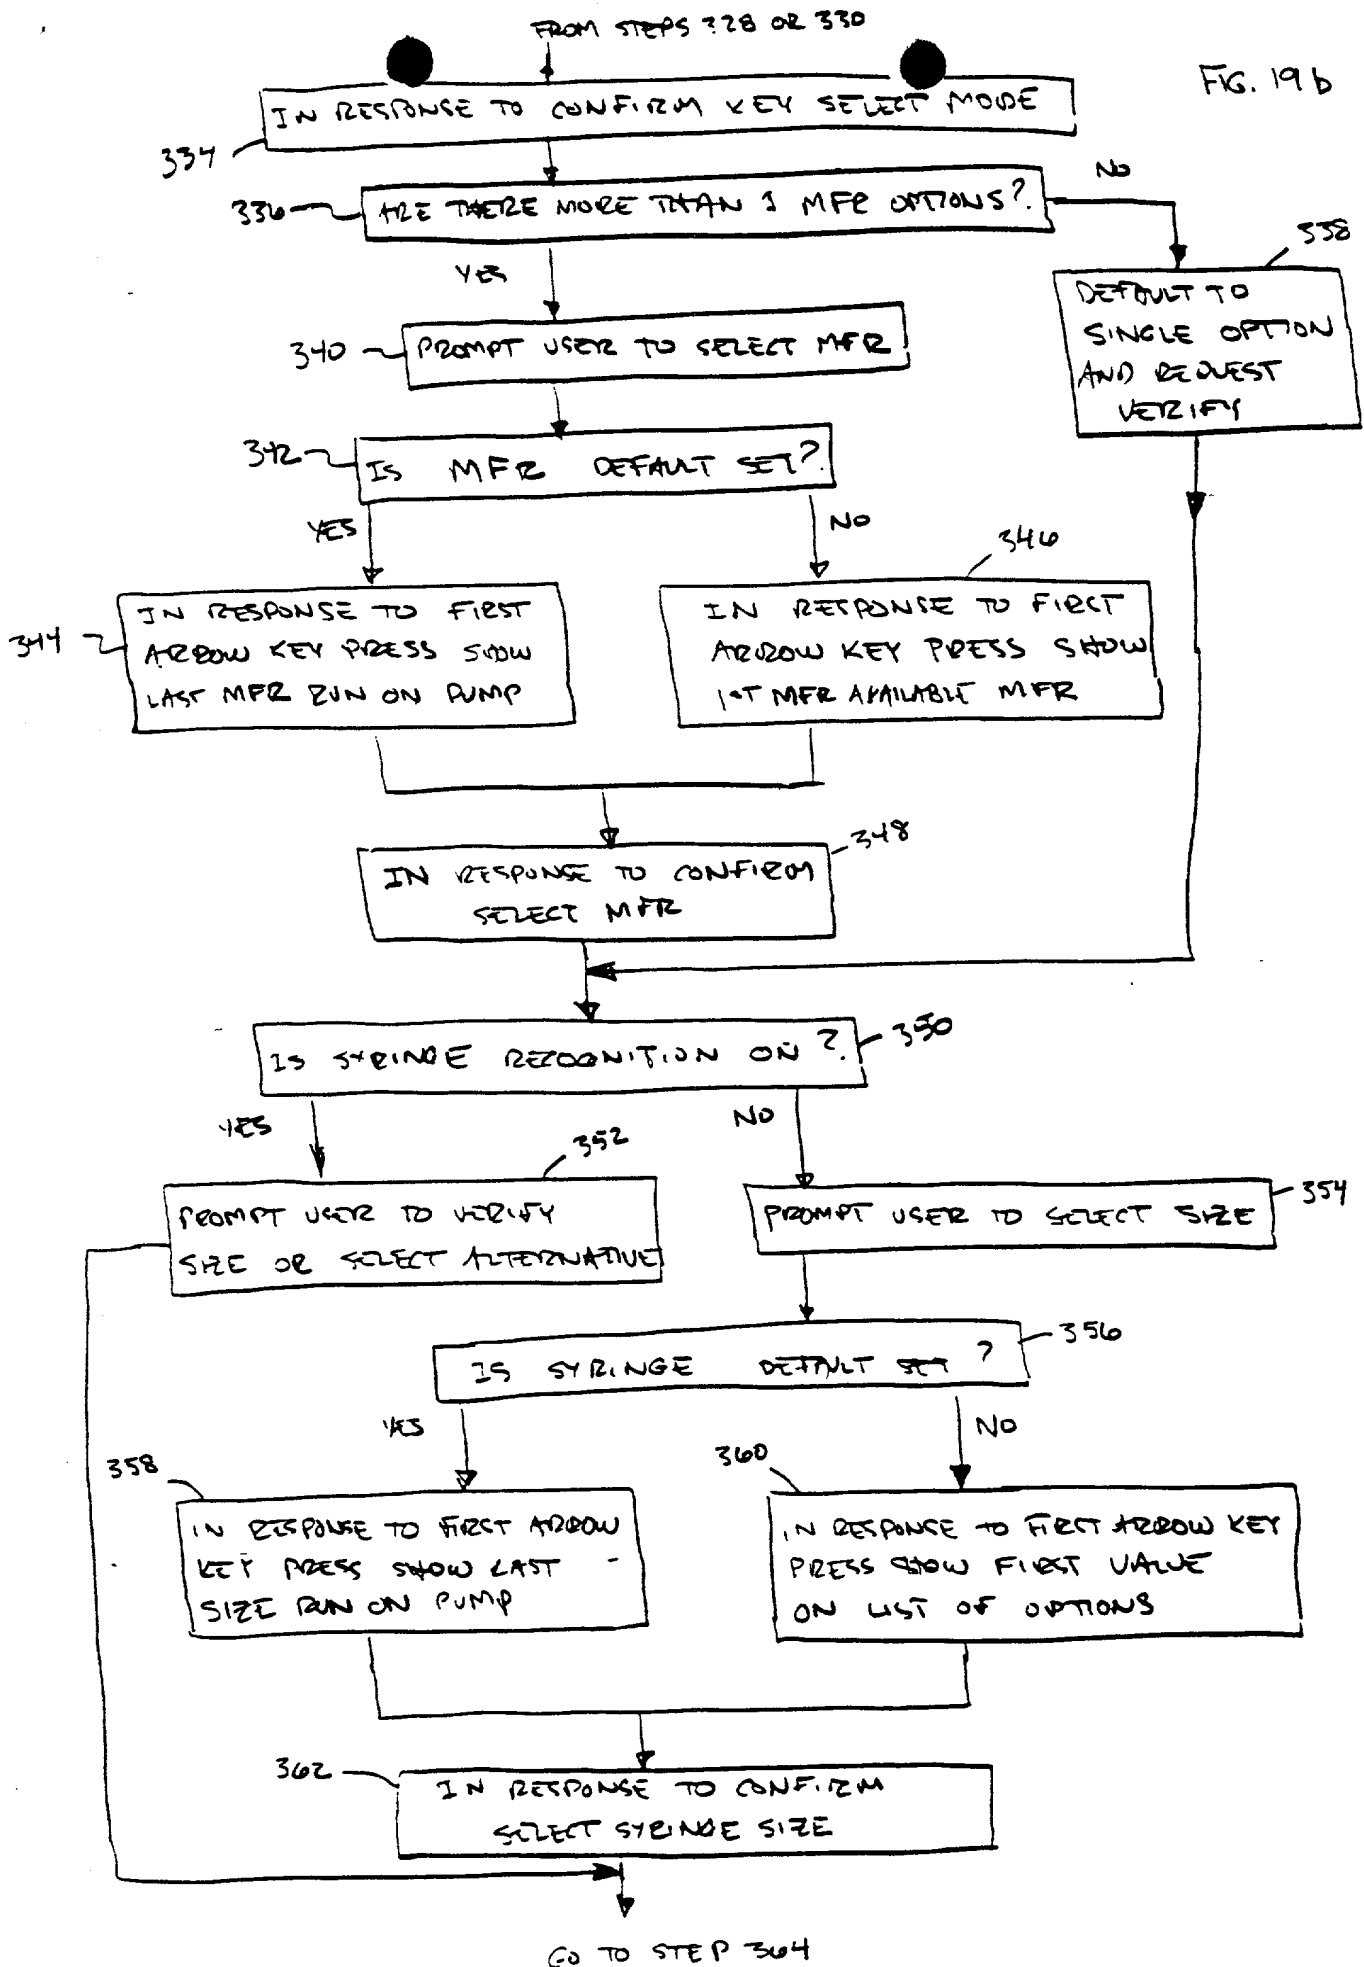 FROM STEPS 328 OR 330
FIG. 19b
IN RESPONSE TO CONFIRM KEY SELECT MODE
334
NO
336
ARE THERE MORE THAN 1 MFR OPTIONS?
338
YES
DEFAULT TO
SINGLE OPTION
AND REQUEST
VERIFY
340
PROMPT USER TO SELECT MFR
342
IS MFR DEFAULT SET?
YES
NO
346
344
IN RESPONSE TO FIRST
ARROW KEY PRESS SHOW
LAST MFR RUN ON PUMP
IN RESPONSE TO FIRST
ARROW KEY PRESS SHOW
1ST MFR AVAILABLE MFR
348
IN RESPONSE TO CONFIRM
SELECT MFR
IS SYRINGE RECOGNITION ON?
350
YES
NO
352
PROMPT USER TO VERIFY
SIZE OR SELECT ALTERNATIVE
PROMPT USER TO SELECT SIZE
354
IS SYRINGE DEFAULT SET?
356
YES
NO
358
360
IN RESPONSE TO FIRST ARROW
KEY PRESS SHOW LAST
SIZE RUN ON PUMP
IN RESPONSE TO FIRST ARROW KEY
PRESS SHOW FIRST VALUE
ON LIST OF OPTIONS
362
IN RESPONSE TO CONFIRM
SELECT SYRINGE SIZE
GO TO STEP 364